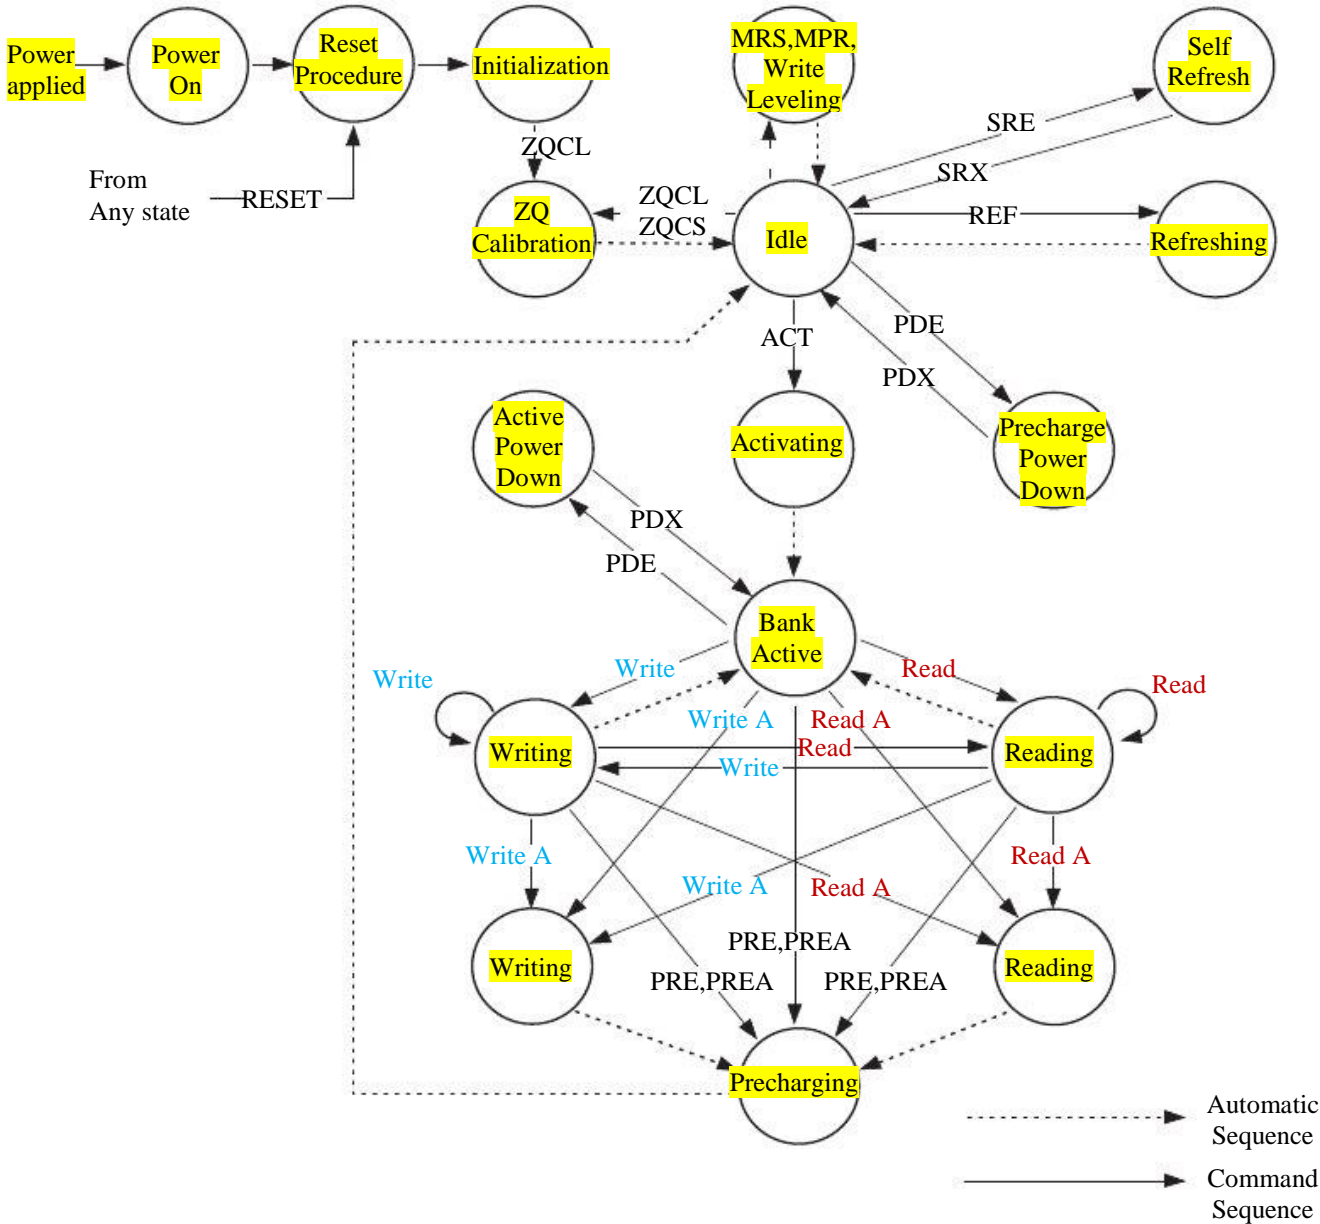 Power
applied
Power
On
Reset
Procedure
Initialization
MRS,MPR,
Write
Leveling
Self
Refresh
SRE
SRX
ZQCL
From
Any state
RESET
ZQ
Calibration
ZQCL
ZQCS
Idle
REF
Refreshing
ACT
PDE
PDX
Active
Power
Down
Activating
Precharge
Power
Down
PDX
PDE
Bank
Active
Write
Write
Read
Read
Write A
Read A
Writing
Read
Write
Reading
Write A
Write A
Read A
Read A
Writing
PRE,PREA
PRE,PREA
PRE,PREA
Reading
Precharging
Automatic
Sequence
Command
Sequence